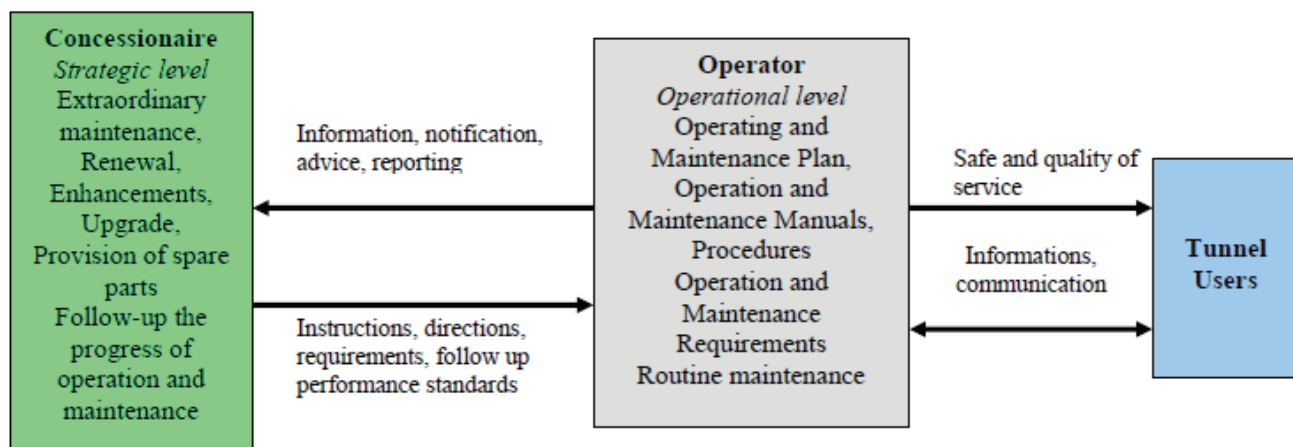 Concessionaire
Strategic level
Extraordinary
maintenance,
Renewal,
Enhancements,
Upgrade,
Provision of spare
parts
Follow-up the
progress of
operation and
maintenance
Information, notification,
advice, reporting
Instructions, directions,
requirements, follow up
performance standards
Operator
Operational level
Operating and
Maintenance Plan,
Operation and
Maintenance Manuals,
Procedures
Operation and
Maintenance
Requirements
Routine maintenance
Safe and quality of
service
Informations,
communication
Tunnel
Users